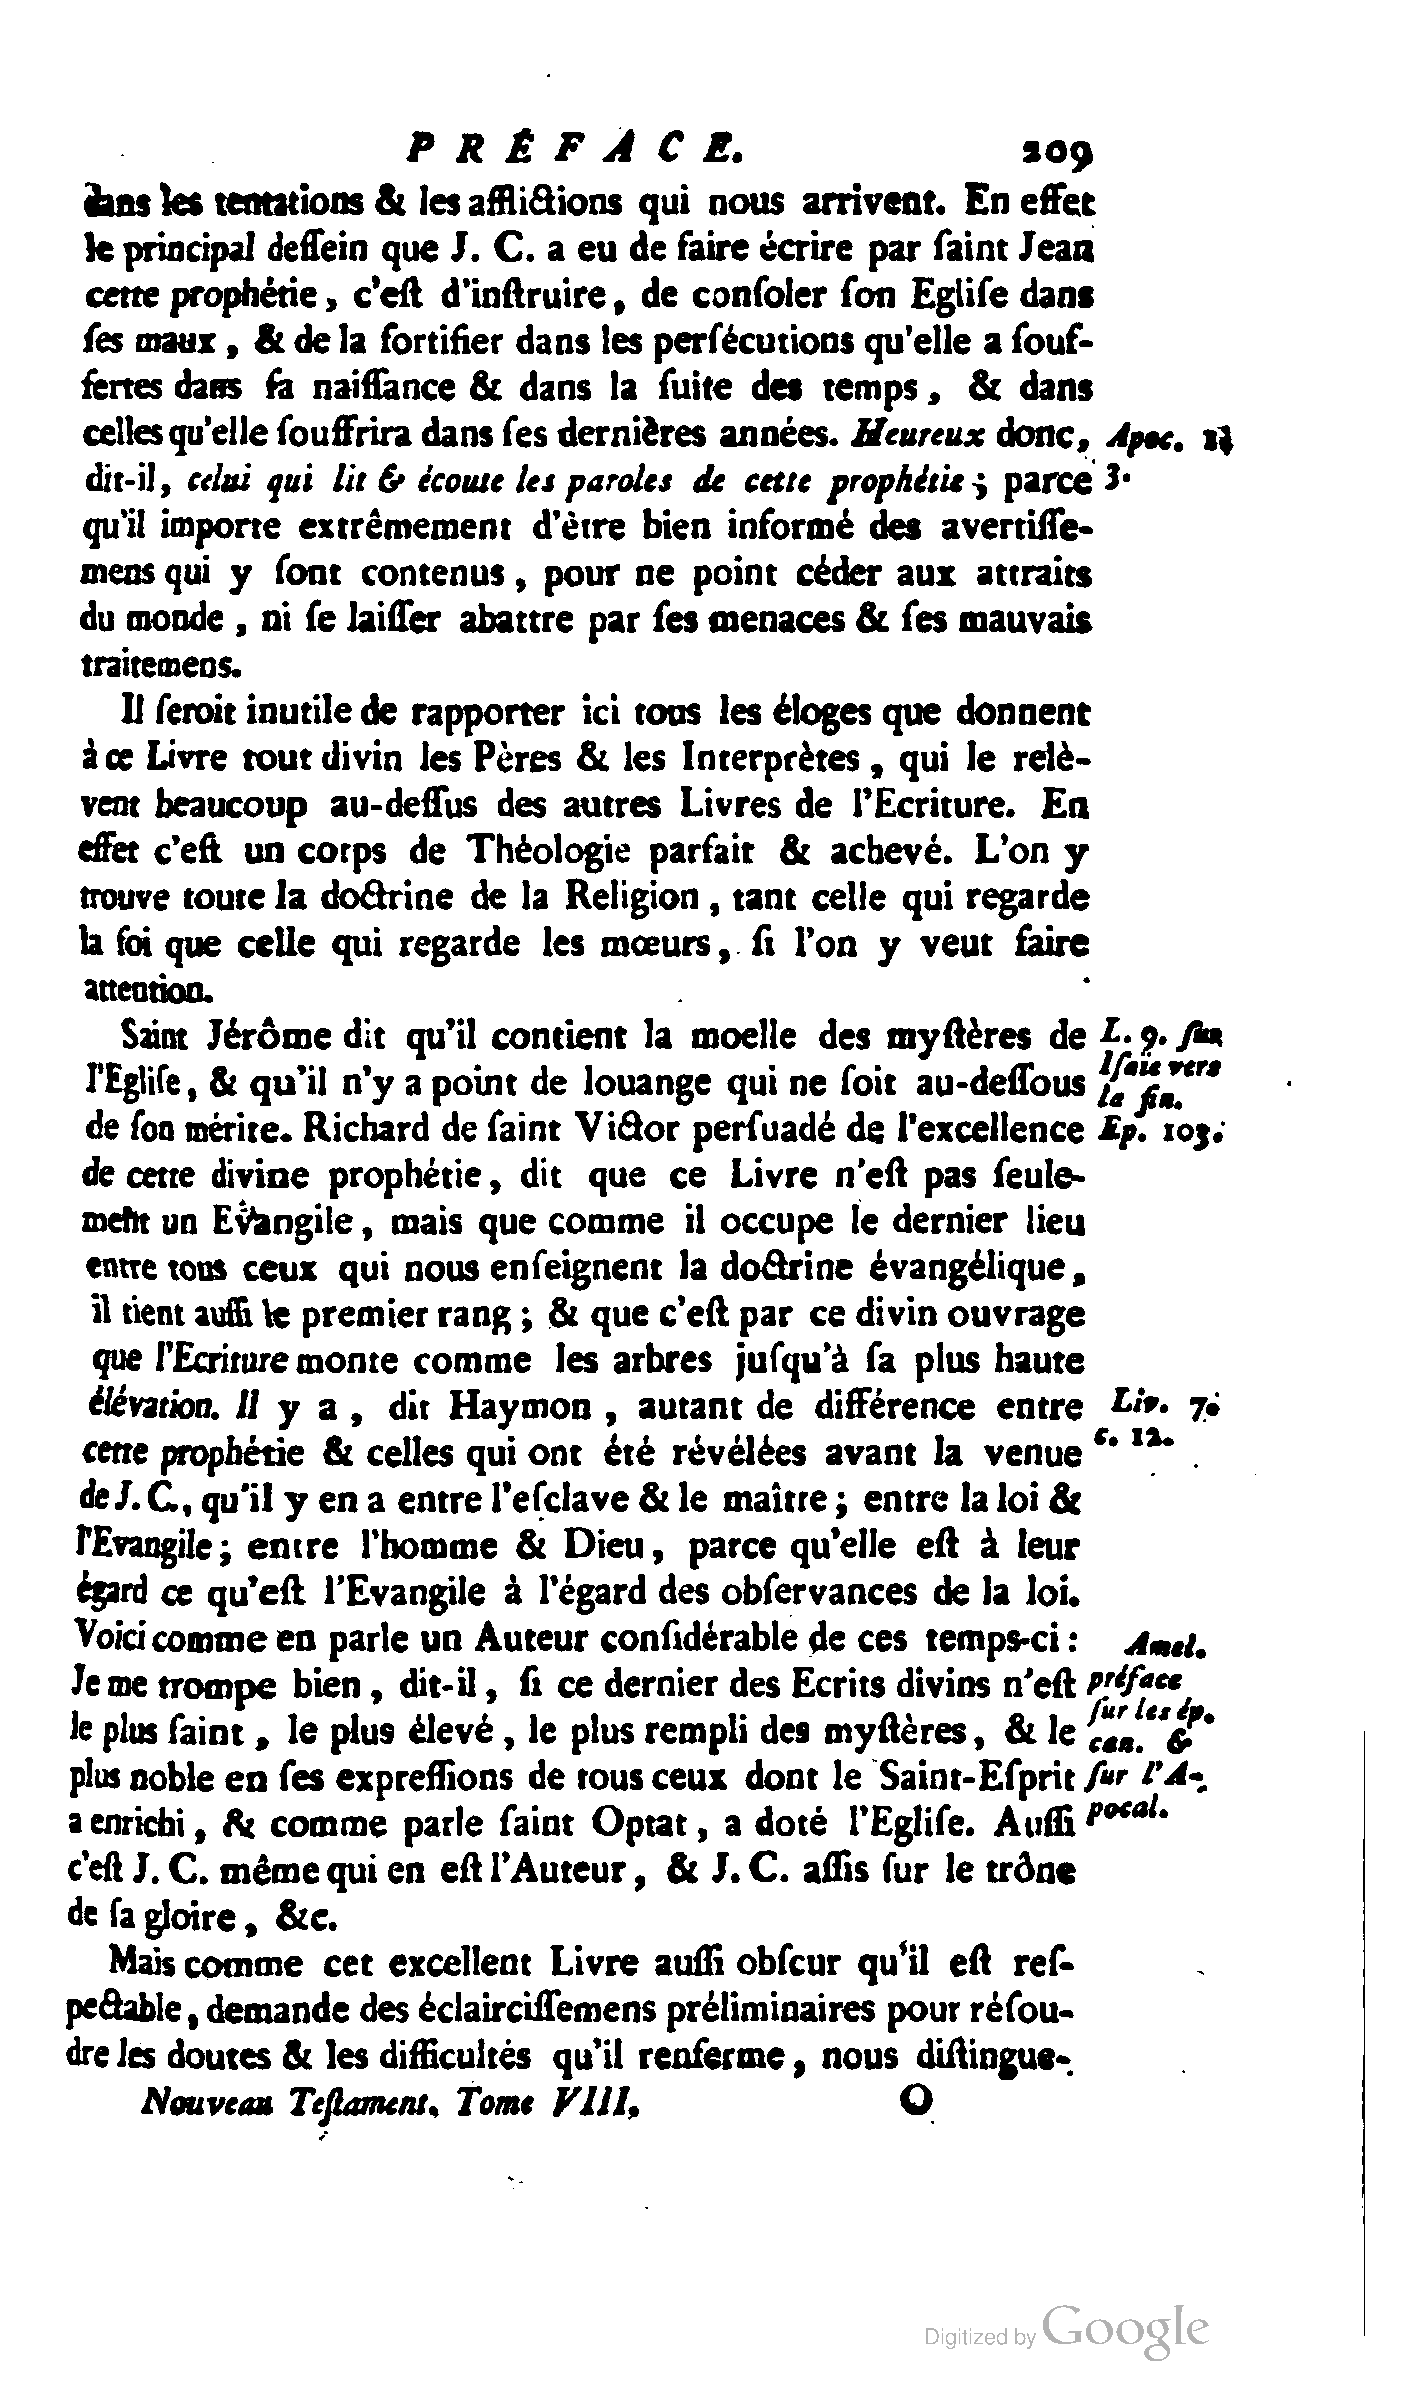 PRÉFACE. 209
dans les tentations & les afflictions qui nous arrivent. En effet
le principal deſſein que J. C. a eu de faire écrire par ſaint Jean
cette prophétie, c'eſt d'inſtruire, de conſoler ſon Egliſe dans
ſes maux, & de la fortifier dans les perſécutions qu'elle a ſouf-
fertes dans ſa naiſſance & dans la ſuite des temps, & dans
celles qu'elle ſouffrira dans ſes dernières années. Heureux donc, Apoc.
dit-il, celui qui lit & écoute les paroles de cette prophétie; parce 3.
qu'il importe extrêmement d'ètre bien informé des avertiſſe-
mens qui y ſont contenus, pour ne point céder aux attraits
du monde, ni ſe laiſſer abattre par ſes menaces & ſes mauvais
traitemens.
Il ſeroit inutile de rapporter ici tous les éloges que donnent
à ce Livre tout divin les Pères & les Interprètes, qui le relè-
vent beaucoup au-deſſus des autres Livres de l'Ecriture. En
effet c'eſt un corps de Théologie parfait & achevé. L'on y
trouve toute la doctrine de la Religion, tant celle qui regarde
la foi que celle qui regarde les mœurs, ſi l'on y veut faire
attention.
Saint Jérôme dit qu'il contient la moelle des myſtères de L. 9. ſur
l'Egliſe, & qu'il n'y a point de louange qui ne ſoit au-deſſous Iſaïe vers
la fin.
de ſon mérite. Richard de ſaint Victor perſuadé de l'excellence Ep. 103.
de cette divine prophétie, dit que ce Livre n'eſt pas ſeule-
ment un Evangile, mais que comme il occupe le dernier lieu
entre tous ceux qui nous enſeignent la doctrine évangélique,
il tient auſſi le premier rang; & que c'eſt par ce divin ouvrage
que l'Ecriture monte comme les arbres juſqu'à ſa plus haute
élévation. Il y a, dit Haymon, autant de différence entre Liv. 7.
cette prophétie & celles qui ont été révélées avant la venue c. 12.
de J. C., qu'il y en a entre l'eſclave & le maître; entre la loi &
l'Evangile; entre l'homme & Dieu, parce qu'elle eſt à leur
égard ce qu'eſt l'Evangile à l'égard des obſervances de la loi.
Voici comme en parle un Auteur conſidérable de ces temps-ci: Amel.
Je me trompe bien, dit-il, ſi ce dernier des Ecrits divins n'eſt préface
le plus ſaint, le plus élevé, le plus rempli des myſtères, & le ſur les ép.
can. &
plus noble en ſes expreſſions de tous ceux dont le Saint-Eſprit ſur l'A-
a enrichi, & comme parle ſaint Optat, a doté l'Egliſe. Auſſi pocal.
c'eſt J. C. même qui en eſt l'Auteur, & J. C. aſſis ſur le trône
de ſa gloire, &c.
Mais comme cet excellent Livre auſſi obſcur qu'il eſt reſ-
pectable, demande des éclairciſſemens préliminaires pour réſou-
dre les doutes & les difficultés qu'il renferme, nous diſtingue-
Nouveau Teſtament. Tome VIII. O
Digitized by Google